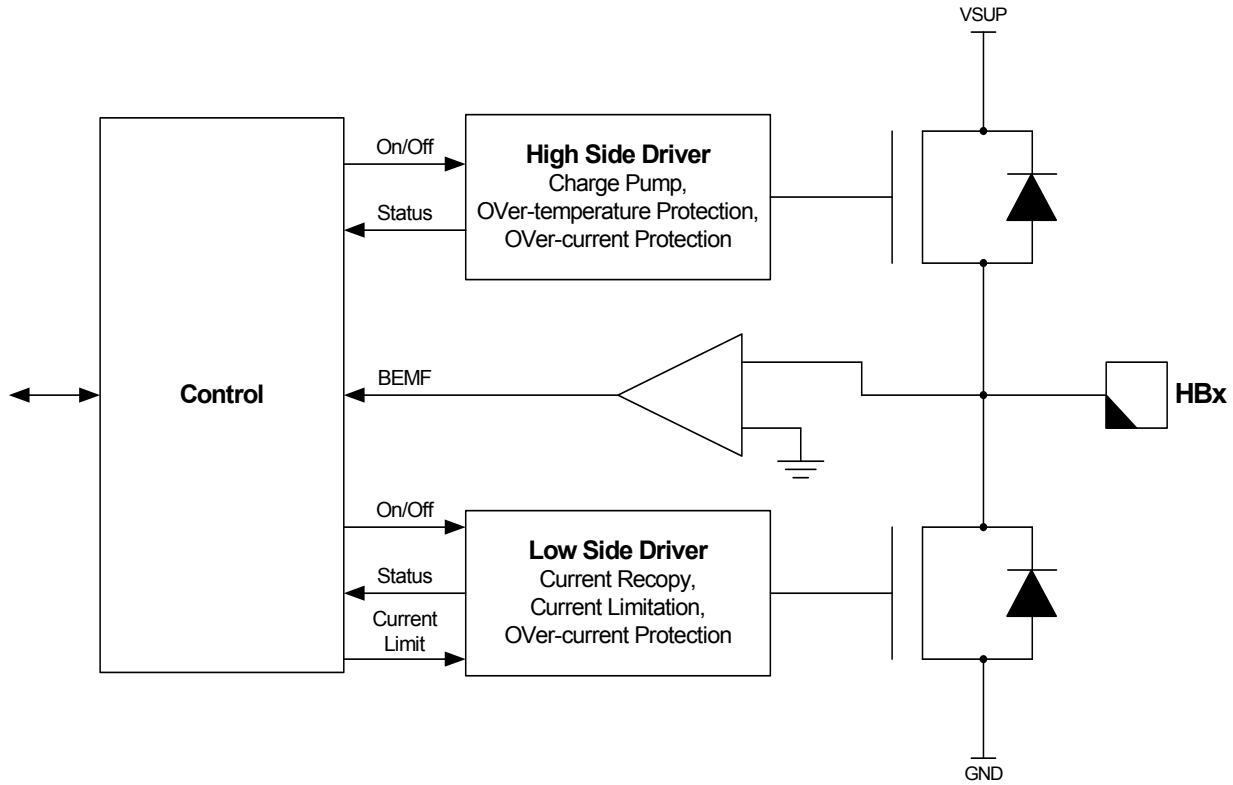 VSUP
On/Off
High Side Driver
Charge Pump,
OVer-temperature Protection,
OVer-current Protection
Status
BEMF
Control
HBx
On/Off
Low Side Driver
Current Recopy,
Current Limitation,
OVer-current Protection
Status
Current
Limit
GND